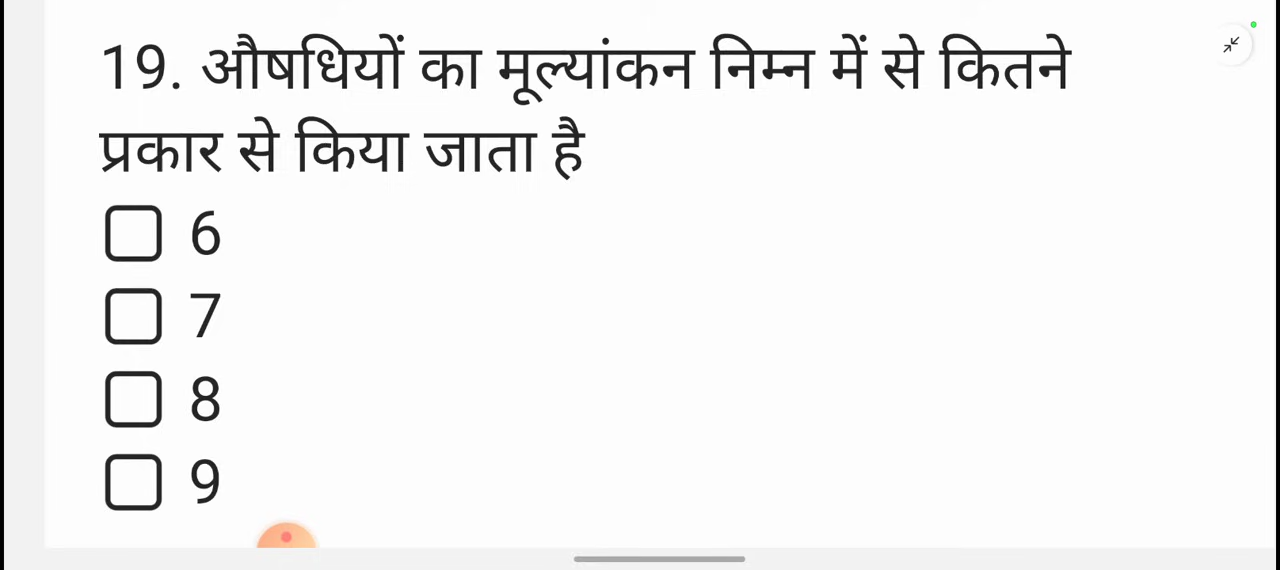 19. औषधियों का मूल्यांकन निम्न में से कितने
प्रकार से किया जाता है
6
7
8
9